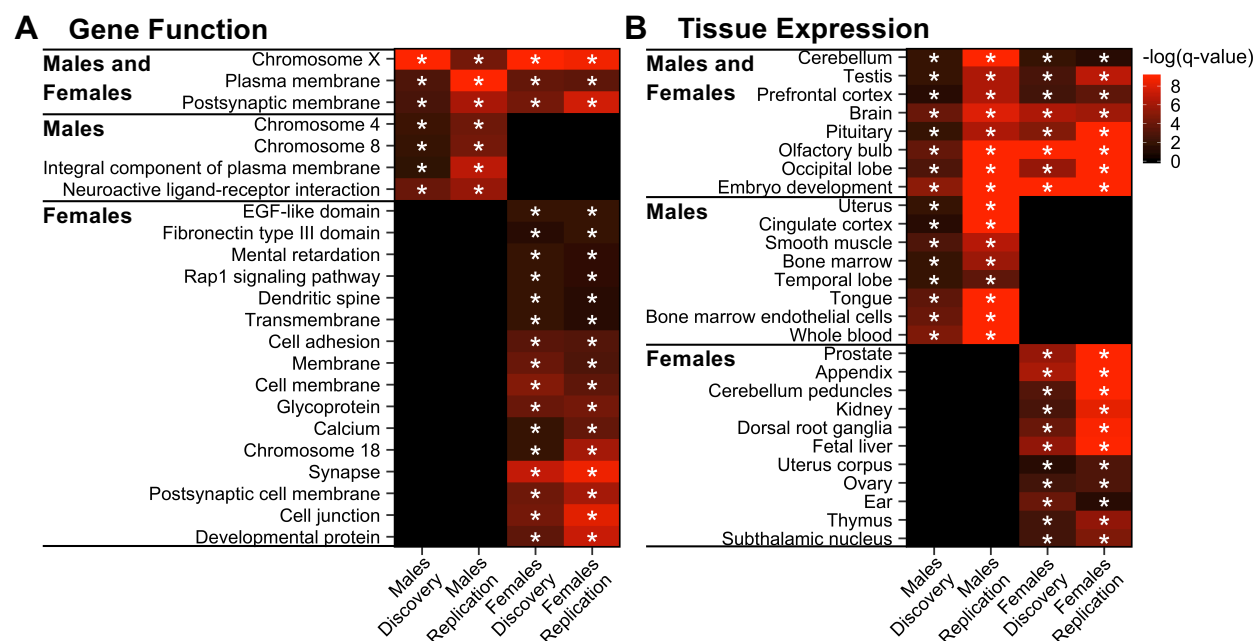 A Gene Function
Males and
Females
Chromosome X
Plasma membrane
Postsynaptic membrane
Males
Chromosome 4
Chromosome 8
Integral component of plasma membrane
Neuroactive ligand-receptor interaction
Females
EGF-like domain
Fibronectin type III domain
Mental retardation
Rap1 signaling pathway
Dendritic spine
Transmembrane
Cell adhesion
Membrane
Cell membrane
Glycoprotein
Calcium
Chromosome 18
Synapse
Postsynaptic cell membrane
Cell junction
Developmental protein
Males
Discovery
Males
Replication
Females
Discovery
Females
Replication
B Tissue Expression
Males and
Females
Cerebellum
Testis
Prefrontal cortex
Brain
Pituitary
Olfactory bulb
Occipital lobe
Embryo development
Males
Uterus
Cingulate cortex
Smooth muscle
Bone marrow
Temporal lobe
Tongue
Bone marrow endothelial cells
Whole blood
Females
Prostate
Appendix
Cerebellum peduncles
Kidney
Dorsal root ganglia
Fetal liver
Uterus corpus
Ovary
Ear
Thymus
Subthalamic nucleus
Males
Discovery
Males
Replication
Females
Discovery
Females
Replication
-log(q-value)
8
6
4
2
0